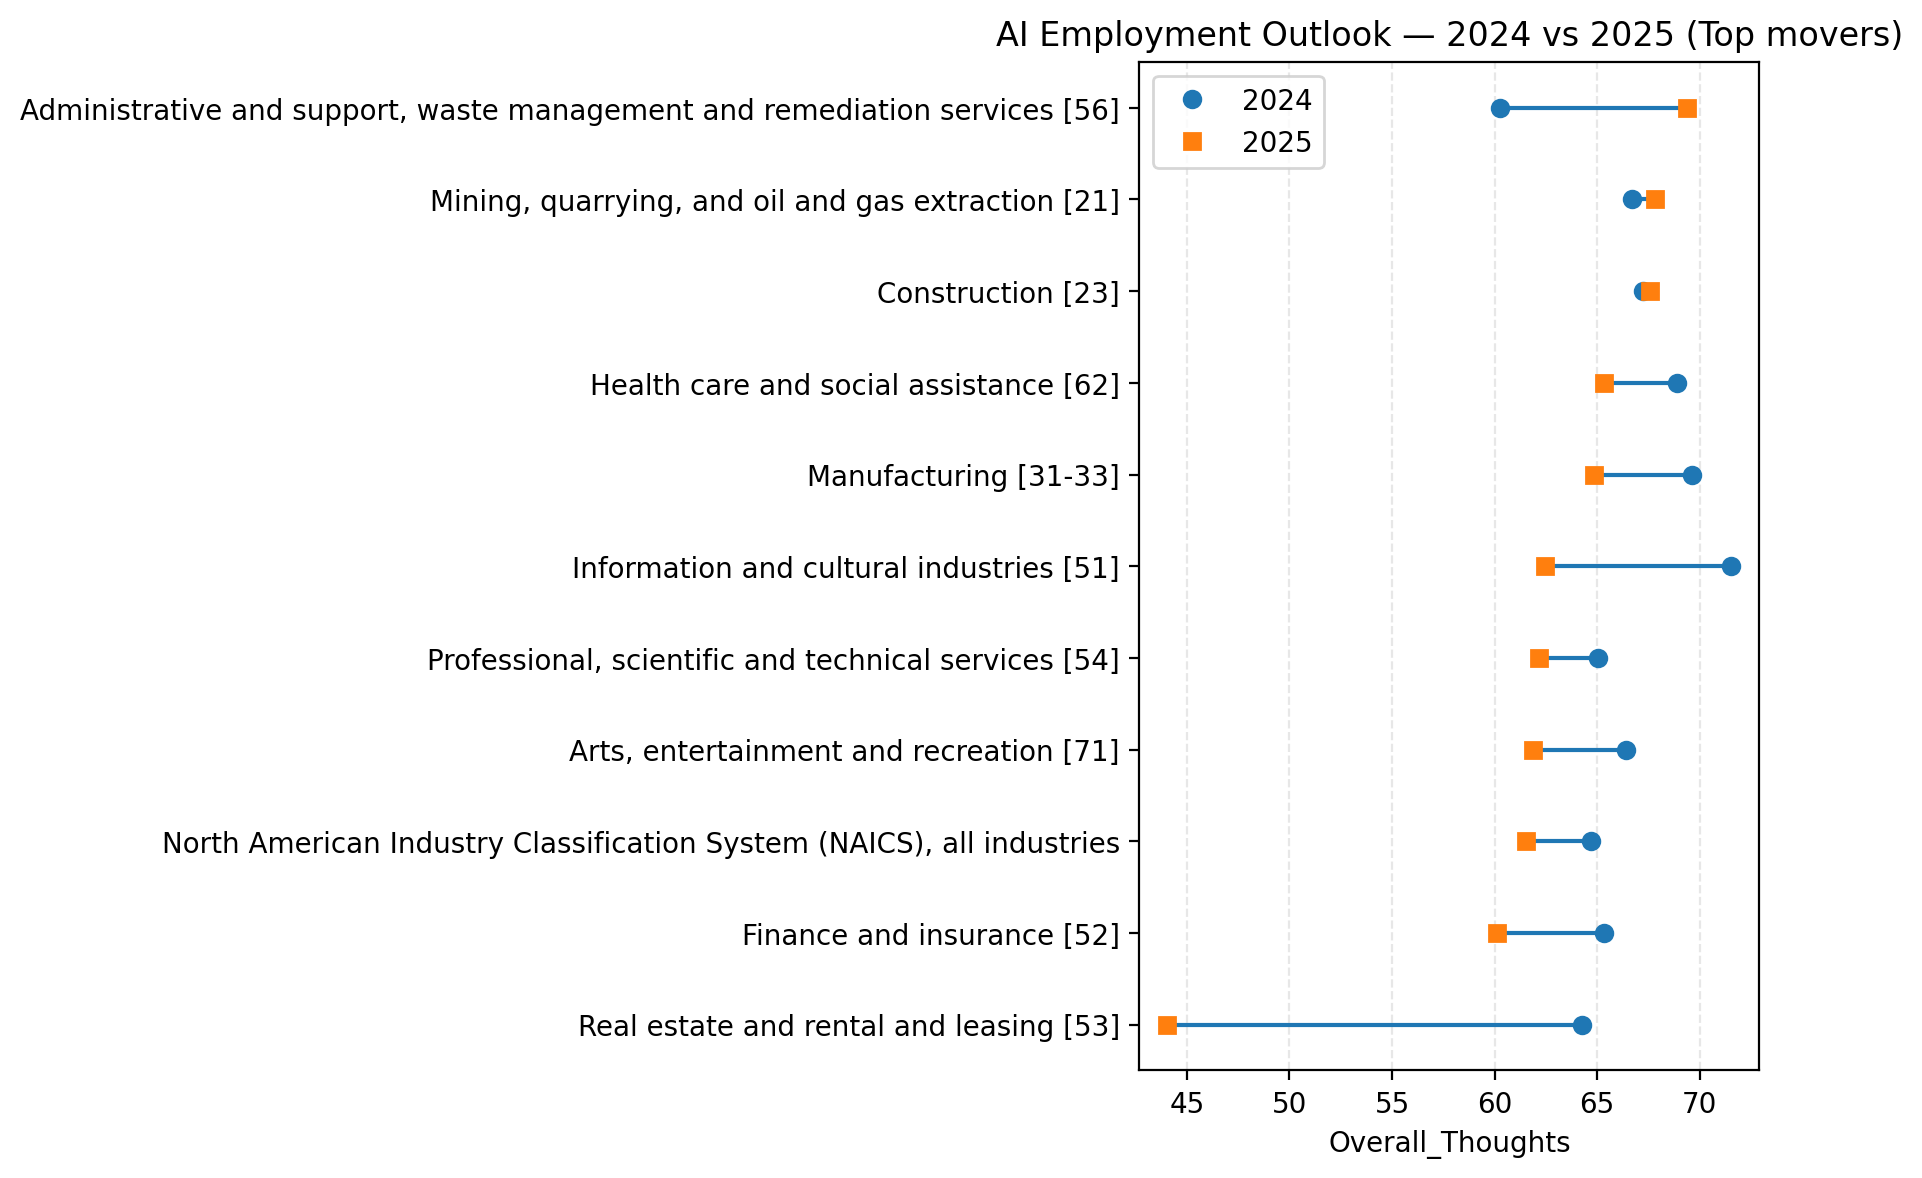 AI Employment Outlook — 2024 vs 2025 (Top movers)
2024
2025
Administrative and support, waste management and remediation services [56]
Mining, quarrying, and oil and gas extraction [21]
Construction [23]
Health care and social assistance [62]
Manufacturing [31-33]
Information and cultural industries [51]
Professional, scientific and technical services [54]
Arts, entertainment and recreation [71]
North American Industry Classification System (NAICS), all industries
Finance and insurance [52]
Real estate and rental and leasing [53]
45 50 55 60 65 70
Overall_Thoughts